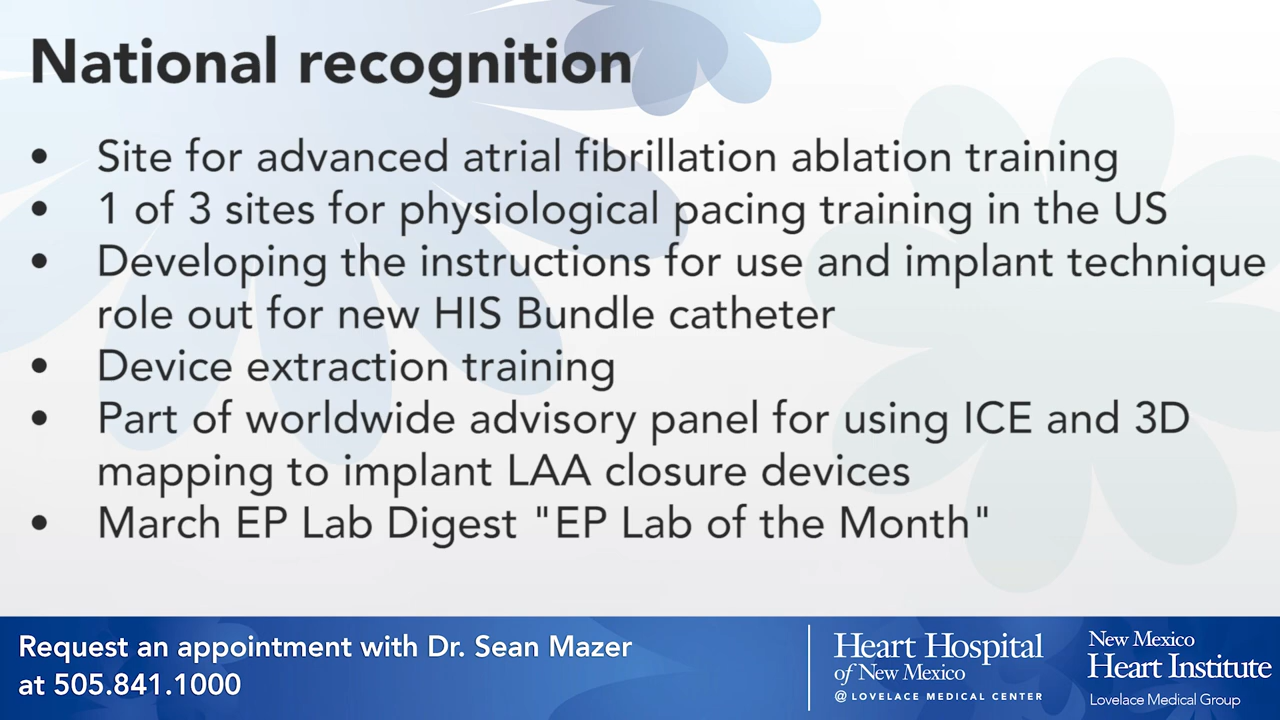 National recognition
• Site for advanced atrial fibrillation ablation training
• 1 of 3 sites for physiological pacing training in the US
• Developing the instructions for use and implant technique
role out for new HIS Bundle catheter
• Device extraction training
• Part of worldwide advisory panel for using ICE and 3D
mapping to implant LAA closure devices
• March EP Lab Digest "EP Lab of the Month"
Request an appointment with Dr. Sean Mazer
at 505.841.1000
Heart Hospital
of New Mexico
@ LOVELACE MEDICAL CENTER
New Mexico
Heart Institute
Lovelace Medical Group